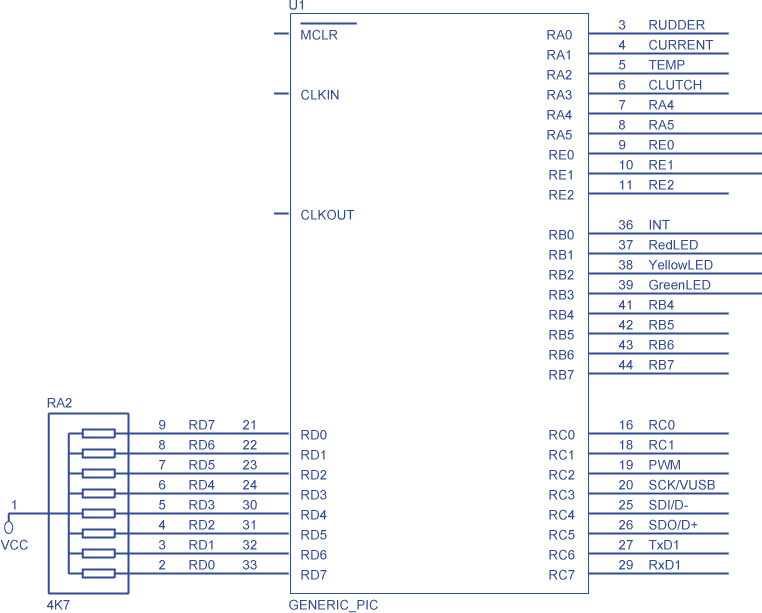 U1
MCLR
CLKIN
CLKOUT
RA0 3 RUDDER
RA1 4 CURRENT
RA2 5 TEMP
RA3 6 CLUTCH
RA4 7 RA4
RA5 8 RA5
RE0 9 RE0
RE1 10 RE1
RE2 11 RE2
RB0 36 INT
RB1 37 RedLED
RB2 38 YellowLED
RB3 39 GreenLED
RB4 41 RB4
RB5 42 RB5
RB6 43 RB6
RB7 44 RB7
RA2
9 RD7 21 RD0
8 RD6 22 RD1
7 RD5 23 RD2
6 RD4 24 RD3
5 RD3 30 RD4
4 RD2 31 RD5
3 RD1 32 RD6
2 RD0 33 RD7
1
VCC
4K7
RC0 16 RC0
RC1 18 RC1
RC2 19 PWM
RC3 20 SCK/VUSB
RC4 25 SDI/D-
RC5 26 SDO/D+
RC6 27 TxD1
RC7 29 RxD1
GENERIC_PIC